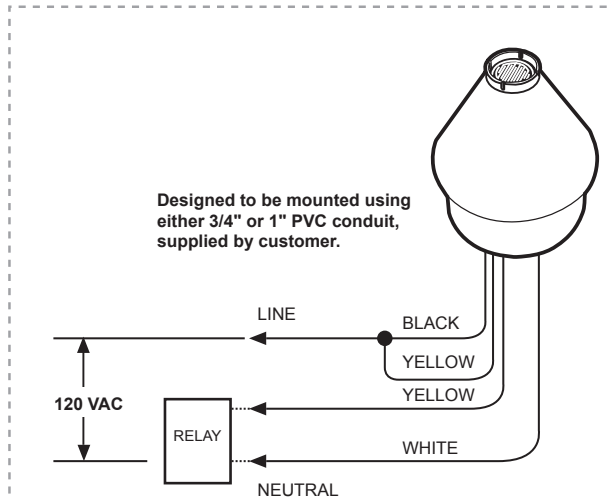 Designed to be mounted using
either 3/4" or 1" PVC conduit,
supplied by customer.
LINE
BLACK
YELLOW
YELLOW
120 VAC
RELAY
WHITE
NEUTRAL